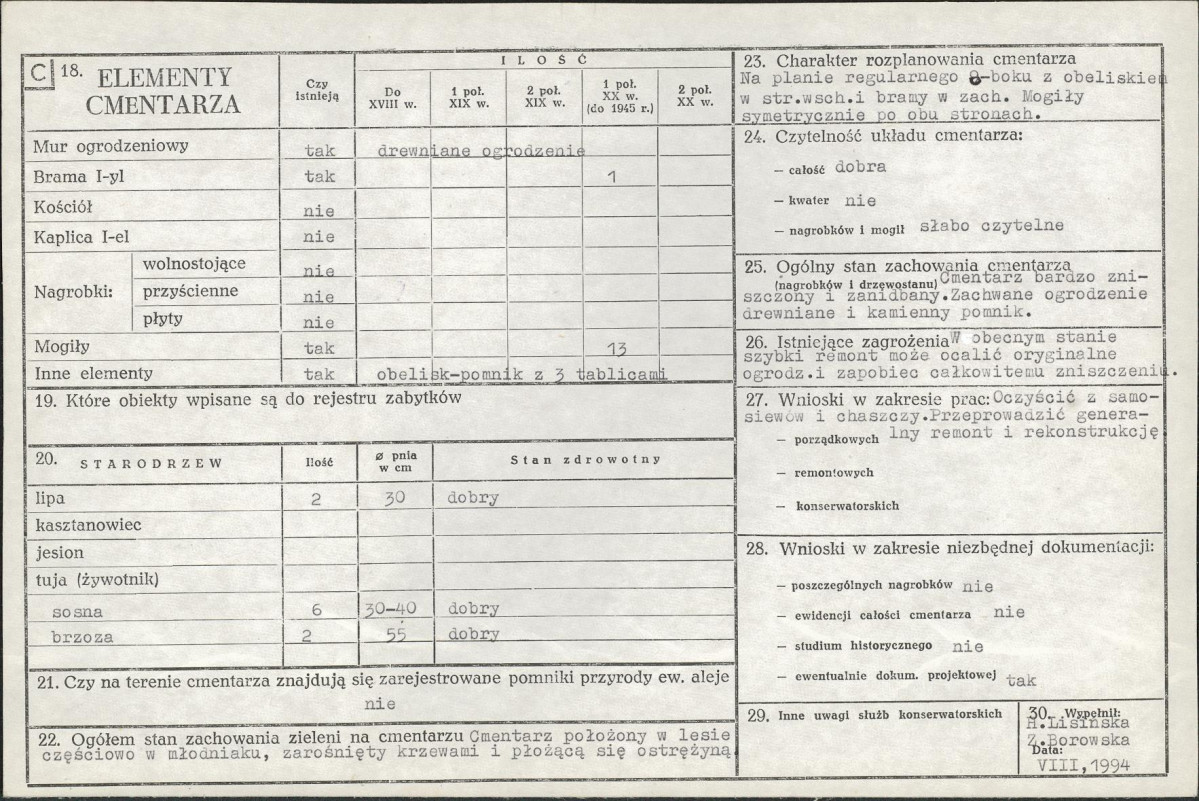 C 18. ELEMENTY CMENTARZA
Czy istnieją
ILOŚĆ
Do XVIII w.
1 poł. XIX w.
2 poł. XIX w.
1 poł. XX w. (do 1945 r.)
2 poł. XX w.
Mur ogrodzeniowy tak drewniane ogrodzenie
Brama I-yl tak 1
Kościół nie
Kaplica I-el nie
Nagrobki:
wolnostojące nie
przyścienne nie
płyty nie
Mogiły tak 13
Inne elementy tak obelisk-pomnik z 3 tablicami
19. Które obiekty wpisane są do rejestru zabytków
20. STARODRZEW Ilość ø pnia w cm Stan zdrowotny
lipa 2 30 dobry
kasztanowiec
jesion
tuja (żywotnik)
sosna 6 30-40 dobry
brzoza 2 55 dobry
21. Czy na terenie cmentarza znajdują się zarejestrowane pomniki przyrody ew. aleje
nie
22. Ogółem stan zachowania zieleni na cmentarzu Cmentarz położony w lesie
częściowo w młodniaku, zarośnięty krzewami i płożącą się ostrężyną
23. Charakter rozplanowania cmentarza
Na planie regularnego 8-boku z obeliskiem
w str.wsch.i bramy w zach. Mogiły
symetrycznie po obu stronach.
24. Czytelność układu cmentarza:
— całość dobra
— kwater nie
— nagrobków i mogił słabo czytelne
25. Ogólny stan zachowania cmentarza
(nagrobków i drzewostanu) Cmentarz bardzo zni-
szczony i zanidbany.Zachwane ogrodzenie
drewniane i kamienny pomnik.
26. Istniejące zagrożenia W obecnym stanie
szybki remont może ocalić oryginalne
ogrodz.i zapobiec całkowitemu zniszczeniu.
27. Wnioski w zakresie prac: Oczyścić z samo-
siewów i chaszczy.Przeprowadzić genera-
— porządkowych lny remont i rekonstrukcję
— remontowych
— konserwatorskich
28. Wnioski w zakresie niezbędnej dokumentacji:
— poszczególnych nagrobków nie
— ewidencji całości cmentarza nie
— studium historycznego nie
— ewentualnie dokum. projektowej tak
29. Inne uwagi służb konserwatorskich
30. Wypełnił:
H.Lisińska
Z.Borowska
Data:
VIII,1994